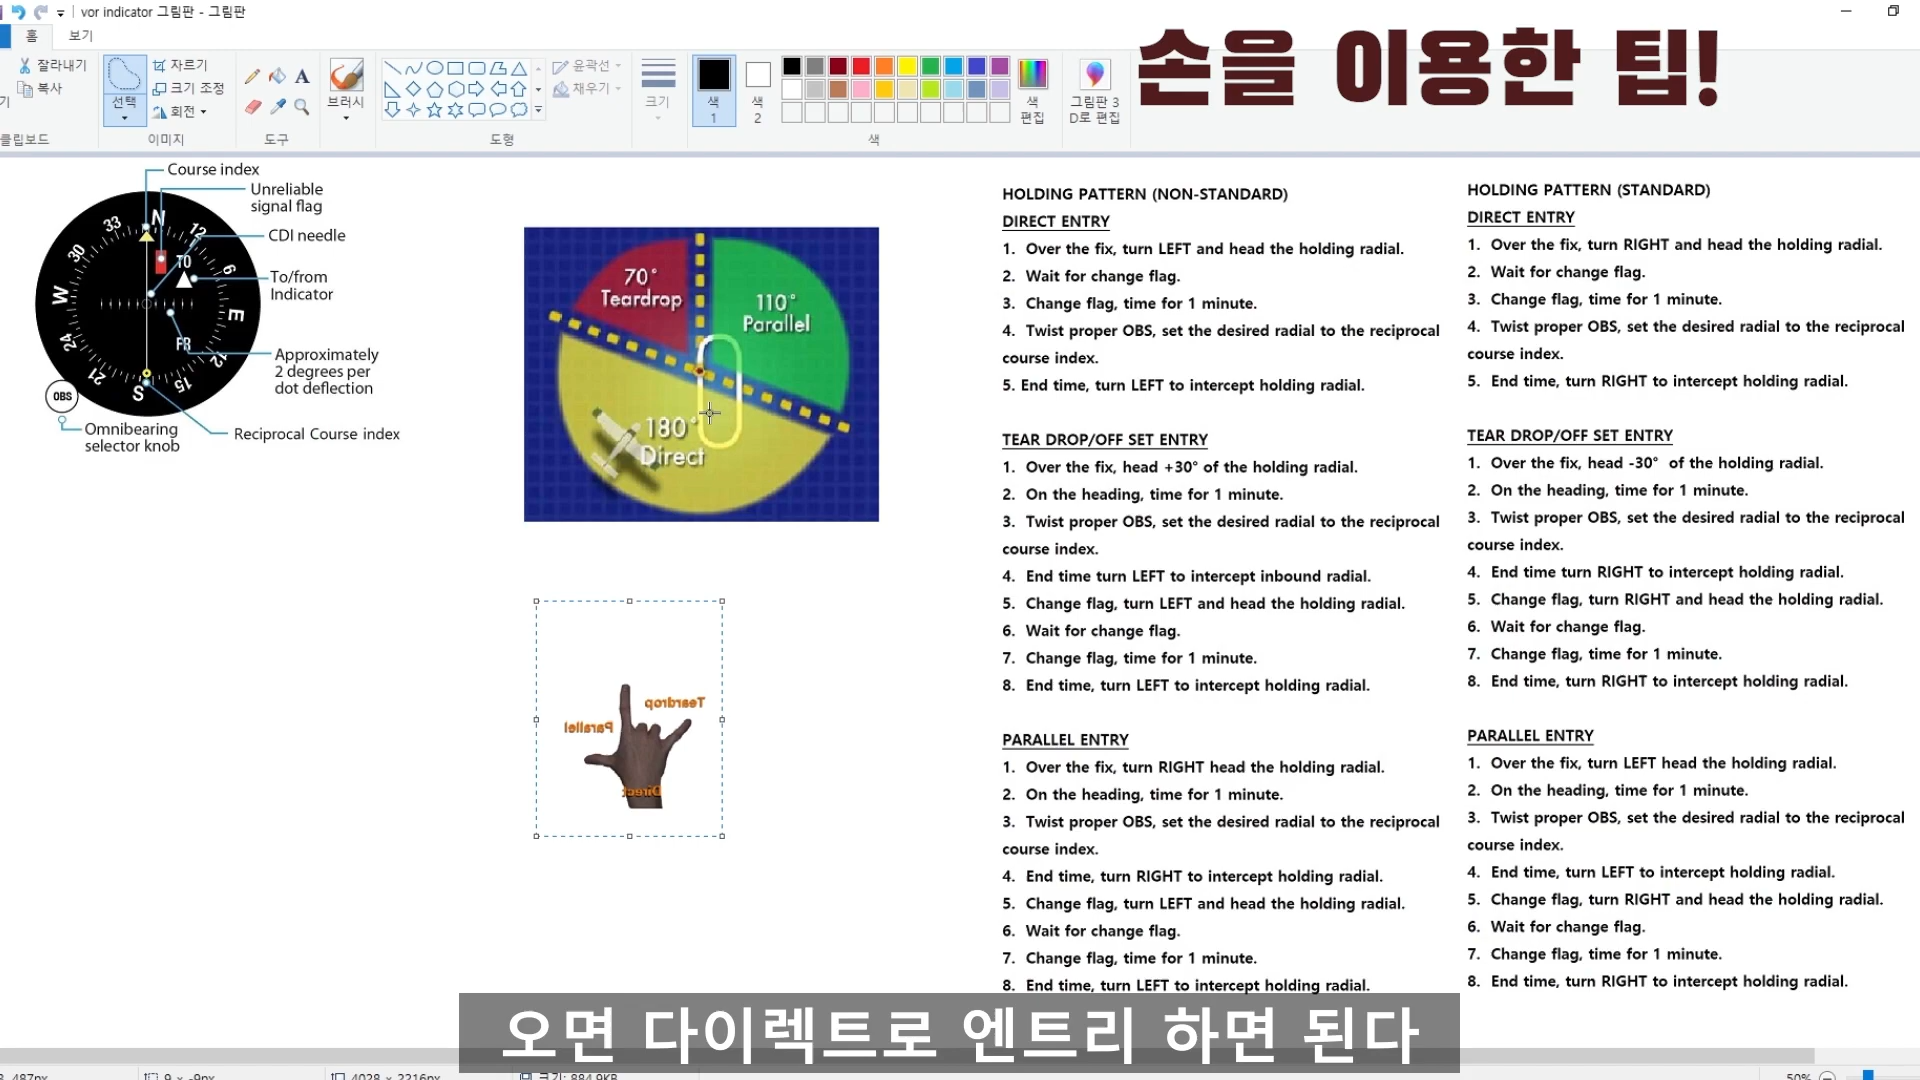 vor indicator 그림판 - 그림판
홈
보기
잘라내기
복사
클립보드
선택
자르기
크기 조정
회전
이미지
A
도구
브러시
윤곽선
채우기
도형
크기
색
1
색
2
색
편집
색
그림판 3
D로 편집
손을 이용한 팁!
Course index
Unreliable
signal flag
CDI needle
To/from
Indicator
Approximately
2 degrees per
dot deflection
Omnibearing
selector knob
Reciprocal Course index
OBS
N
33
30
W
24
21
S
15
12
E
6
12
TO
FR
70°
Teardrop
110°
Parallel
180°
Direct
Teardrop
Parallel
Direct
HOLDING PATTERN (NON-STANDARD)
DIRECT ENTRY
1. Over the fix, turn LEFT and head the holding radial.
2. Wait for change flag.
3. Change flag, time for 1 minute.
4. Twist proper OBS, set the desired radial to the reciprocal
course index.
5. End time, turn LEFT to intercept holding radial.
TEAR DROP/OFF SET ENTRY
1. Over the fix, head +30° of the holding radial.
2. On the heading, time for 1 minute.
3. Twist proper OBS, set the desired radial to the reciprocal
course index.
4. End time turn LEFT to intercept inbound radial.
5. Change flag, turn LEFT and head the holding radial.
6. Wait for change flag.
7. Change flag, time for 1 minute.
8. End time, turn LEFT to intercept holding radial.
PARALLEL ENTRY
1. Over the fix, turn RIGHT head the holding radial.
2. On the heading, time for 1 minute.
3. Twist proper OBS, set the desired radial to the reciprocal
course index.
4. End time, turn RIGHT to intercept holding radial.
5. Change flag, turn LEFT and head the holding radial.
6. Wait for change flag.
7. Change flag, time for 1 minute.
8. End time, turn LEFT to intercept holding radial.
HOLDING PATTERN (STANDARD)
DIRECT ENTRY
1. Over the fix, turn RIGHT and head the holding radial.
2. Wait for change flag.
3. Change flag, time for 1 minute.
4. Twist proper OBS, set the desired radial to the reciprocal
course index.
5. End time, turn RIGHT to intercept holding radial.
TEAR DROP/OFF SET ENTRY
1. Over the fix, head -30° of the holding radial.
2. On the heading, time for 1 minute.
3. Twist proper OBS, set the desired radial to the reciprocal
course index.
4. End time turn RIGHT to intercept holding radial.
5. Change flag, turn RIGHT and head the holding radial.
6. Wait for change flag.
7. Change flag, time for 1 minute.
8. End time, turn RIGHT to intercept holding radial.
PARALLEL ENTRY
1. Over the fix, turn LEFT head the holding radial.
2. On the heading, time for 1 minute.
3. Twist proper OBS, set the desired radial to the reciprocal
course index.
4. End time, turn LEFT to intercept holding radial.
5. Change flag, turn RIGHT and head the holding radial.
6. Wait for change flag.
7. Change flag, time for 1 minute.
8. End time, turn RIGHT to intercept holding radial.
오면 다이렉트로 엔트리 하면 된다
487px
9 × -9px
4028 × 2216px
크기: 884.9KB
50%